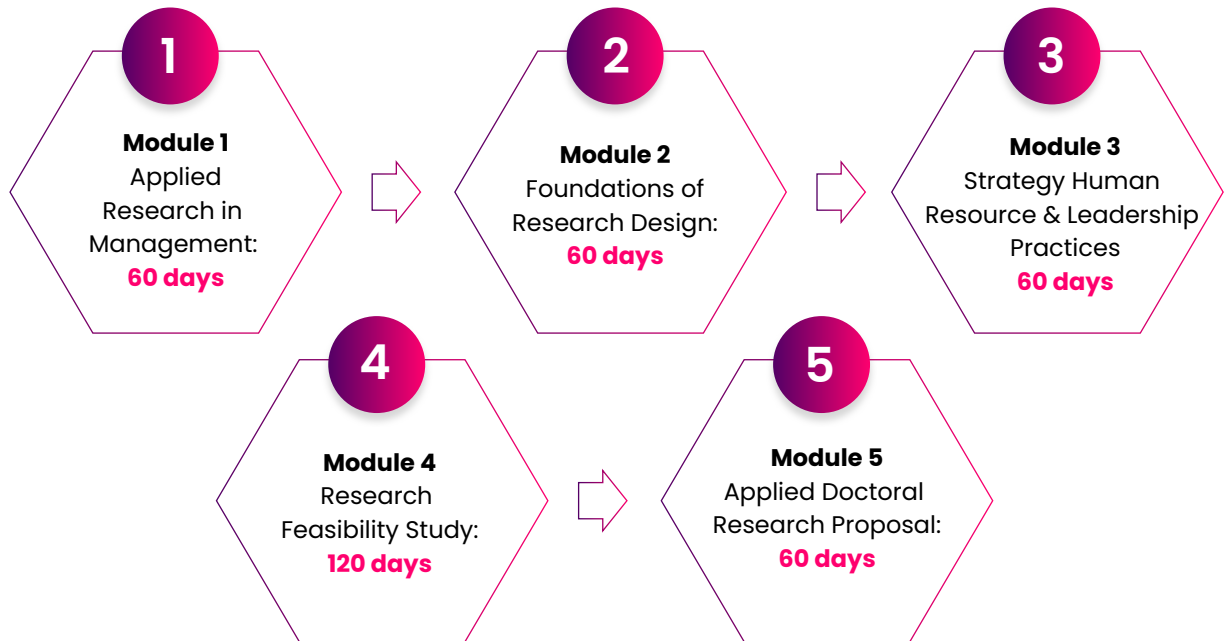 1
Module 1
Applied
Research in
Management:
60 days
2
Module 2
Foundations of
Research Design:
60 days
3
Module 3
Strategy Human
Resource & Leadership
Practices
60 days
4
Module 4
Research
Feasibility Study:
120 days
5
Module 5
Applied Doctoral
Research Proposal:
60 days